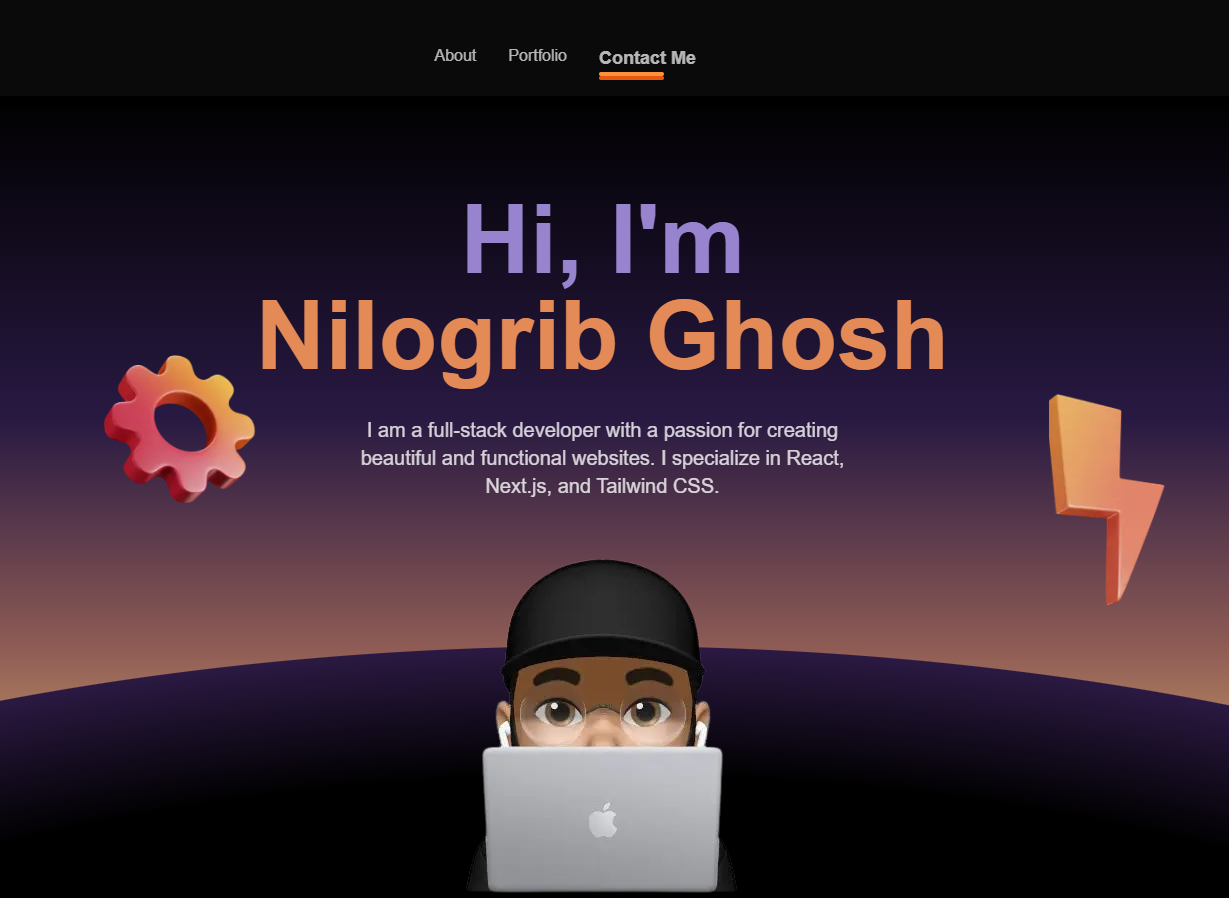 About
Portfolio
Contact Me
Hi, I'm
Nilogrib Ghosh
I am a full-stack developer with a passion for creating
beautiful and functional websites. I specialize in React,
Next.js, and Tailwind CSS.